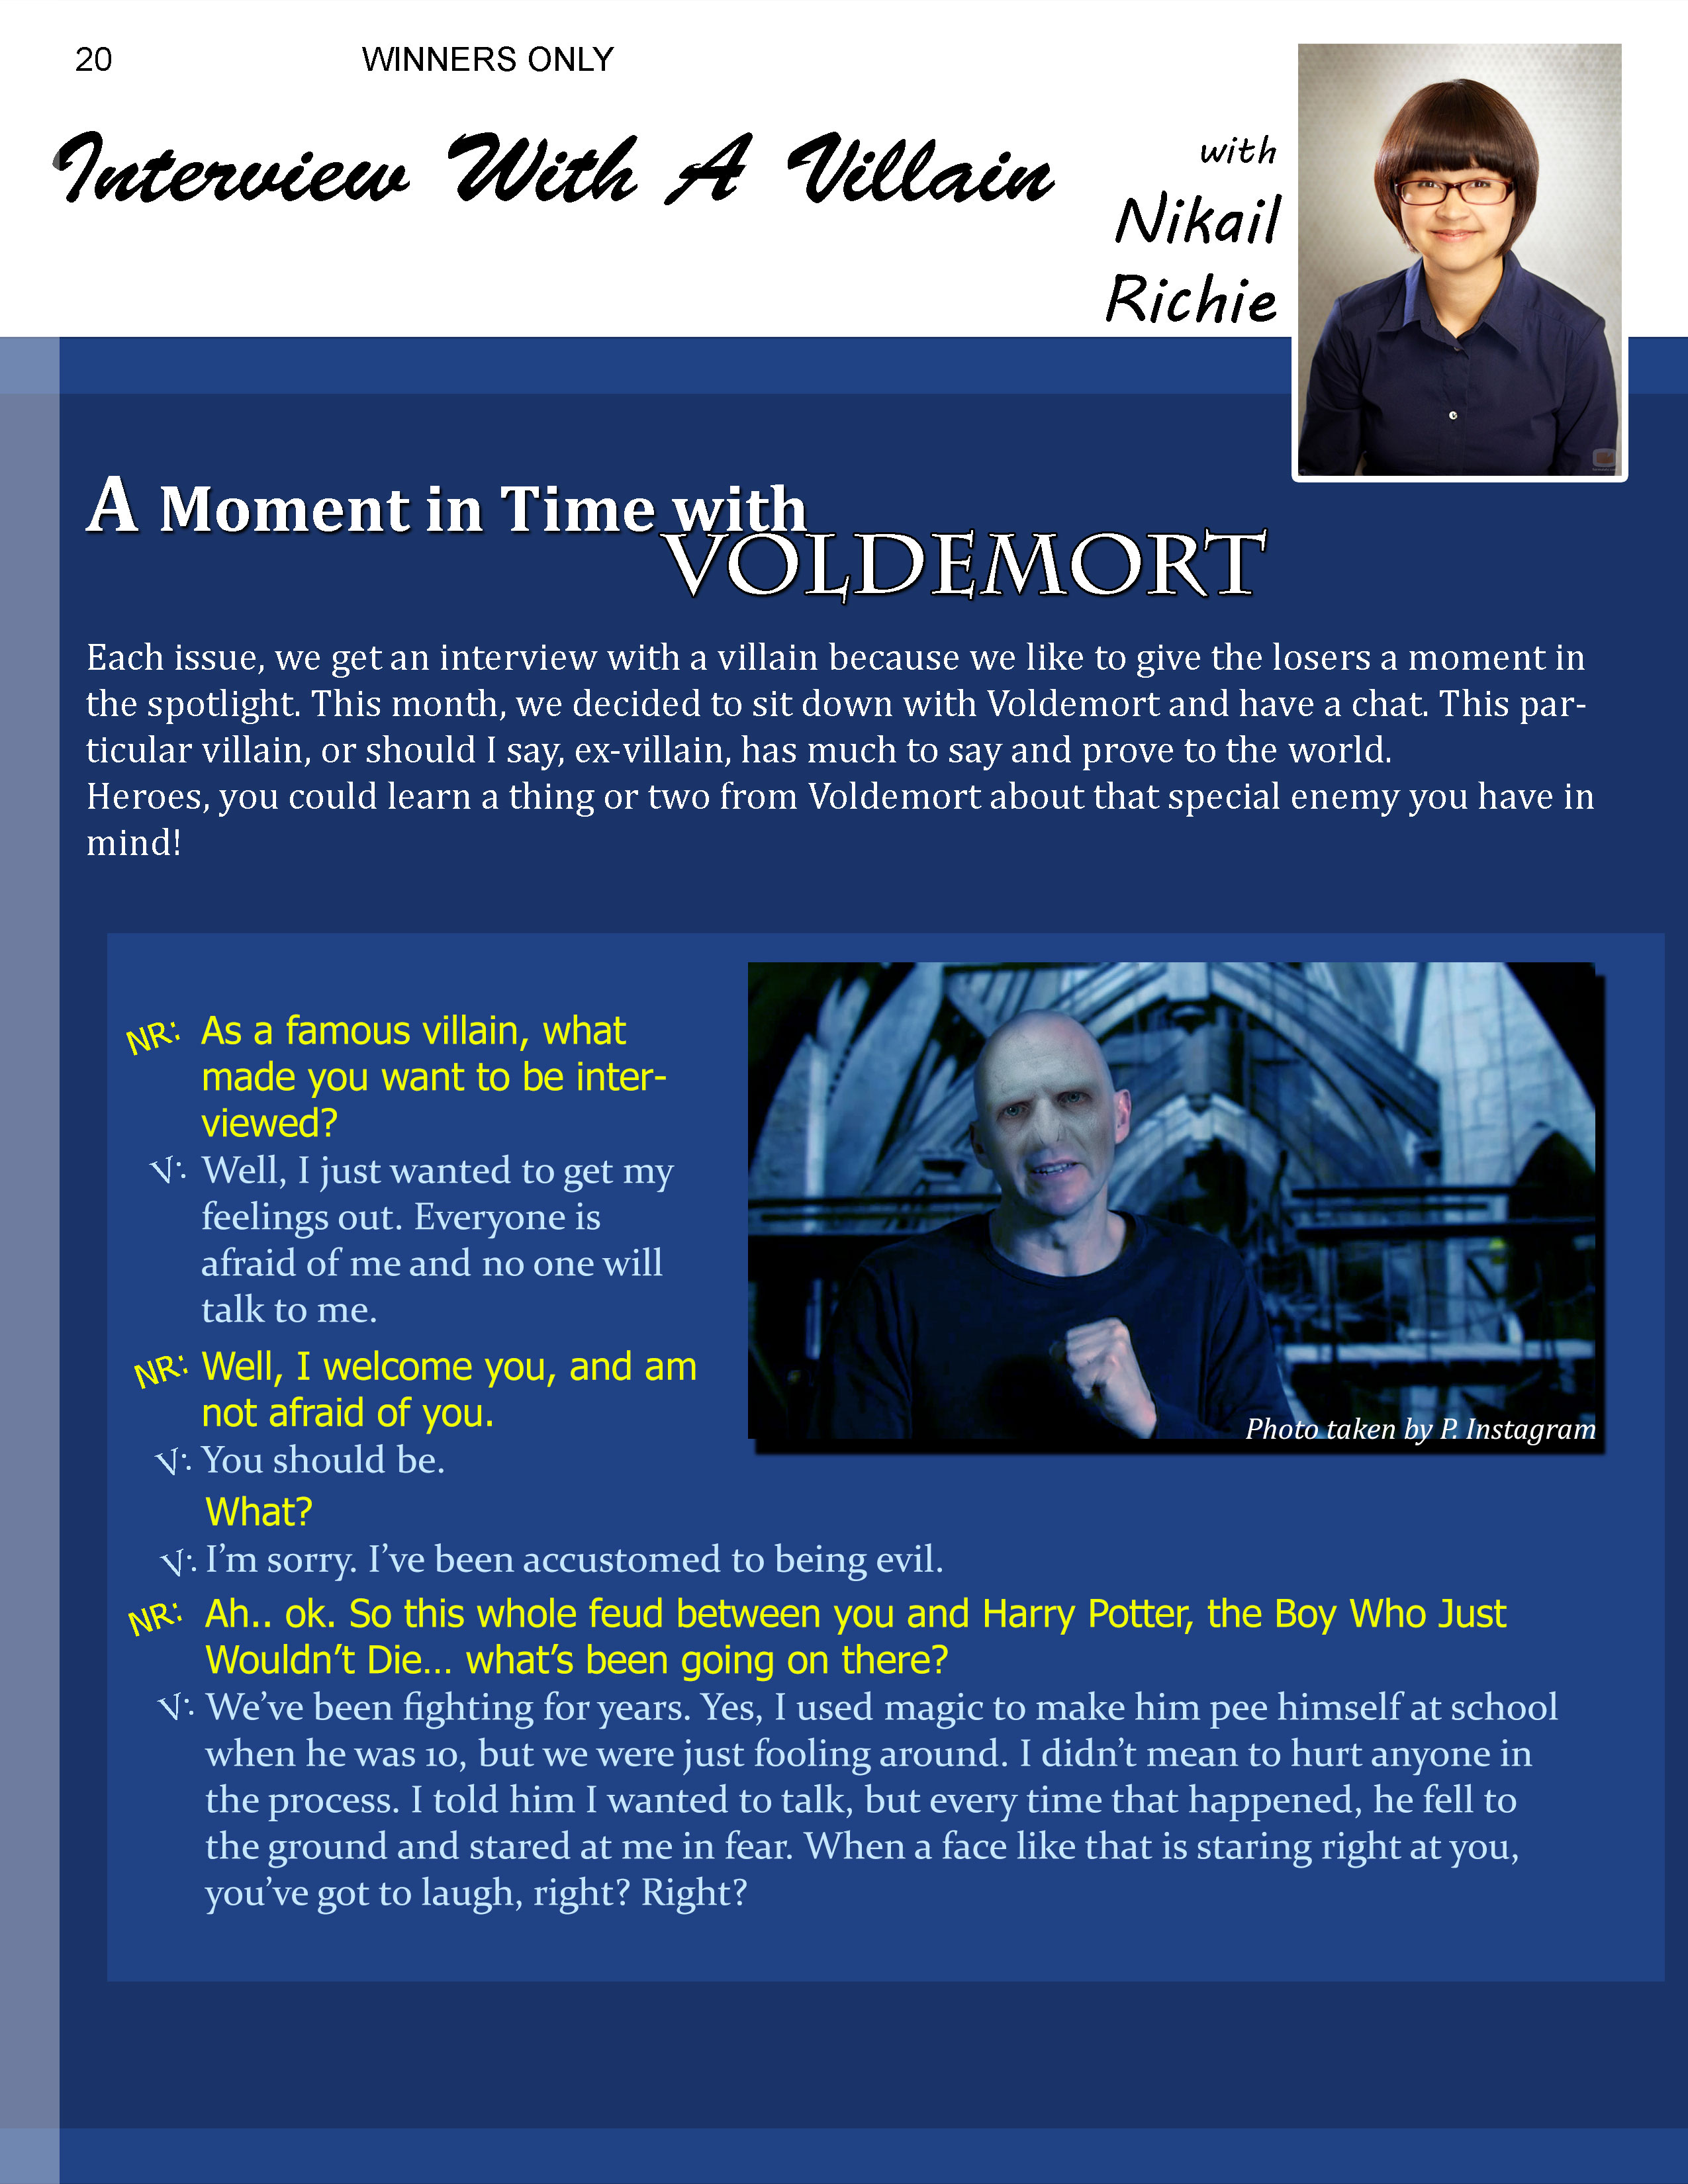 20
WINNERS ONLY
Interview With A Villain
with
Nikail
Richie
A Moment in Time with
VOLDEMORT
Each issue, we get an interview with a villain because we like to give the losers a moment in
the spotlight. This month, we decided to sit down with Voldemort and have a chat. This par-
ticular villain, or should I say, ex-villain, has much to say and prove to the world.
Heroes, you could learn a thing or two from Voldemort about that special enemy you have in
mind!
NR: As a famous villain, what
made you want to be inter-
viewed?
V: Well, I just wanted to get my
feelings out. Everyone is
afraid of me and no one will
talk to me.
NR: Well, I welcome you, and am
not afraid of you.
Photo taken by P. Instagram
V: You should be.
What?
V: I’m sorry. I’ve been accustomed to being evil.
NR: Ah.. ok. So this whole feud between you and Harry Potter, the Boy Who Just
Wouldn’t Die… what’s been going on there?
V: We’ve been fighting for years. Yes, I used magic to make him pee himself at school
when he was 10, but we were just fooling around. I didn’t mean to hurt anyone in
the process. I told him I wanted to talk, but every time that happened, he fell to
the ground and stared at me in fear. When a face like that is staring right at you,
you’ve got to laugh, right? Right?